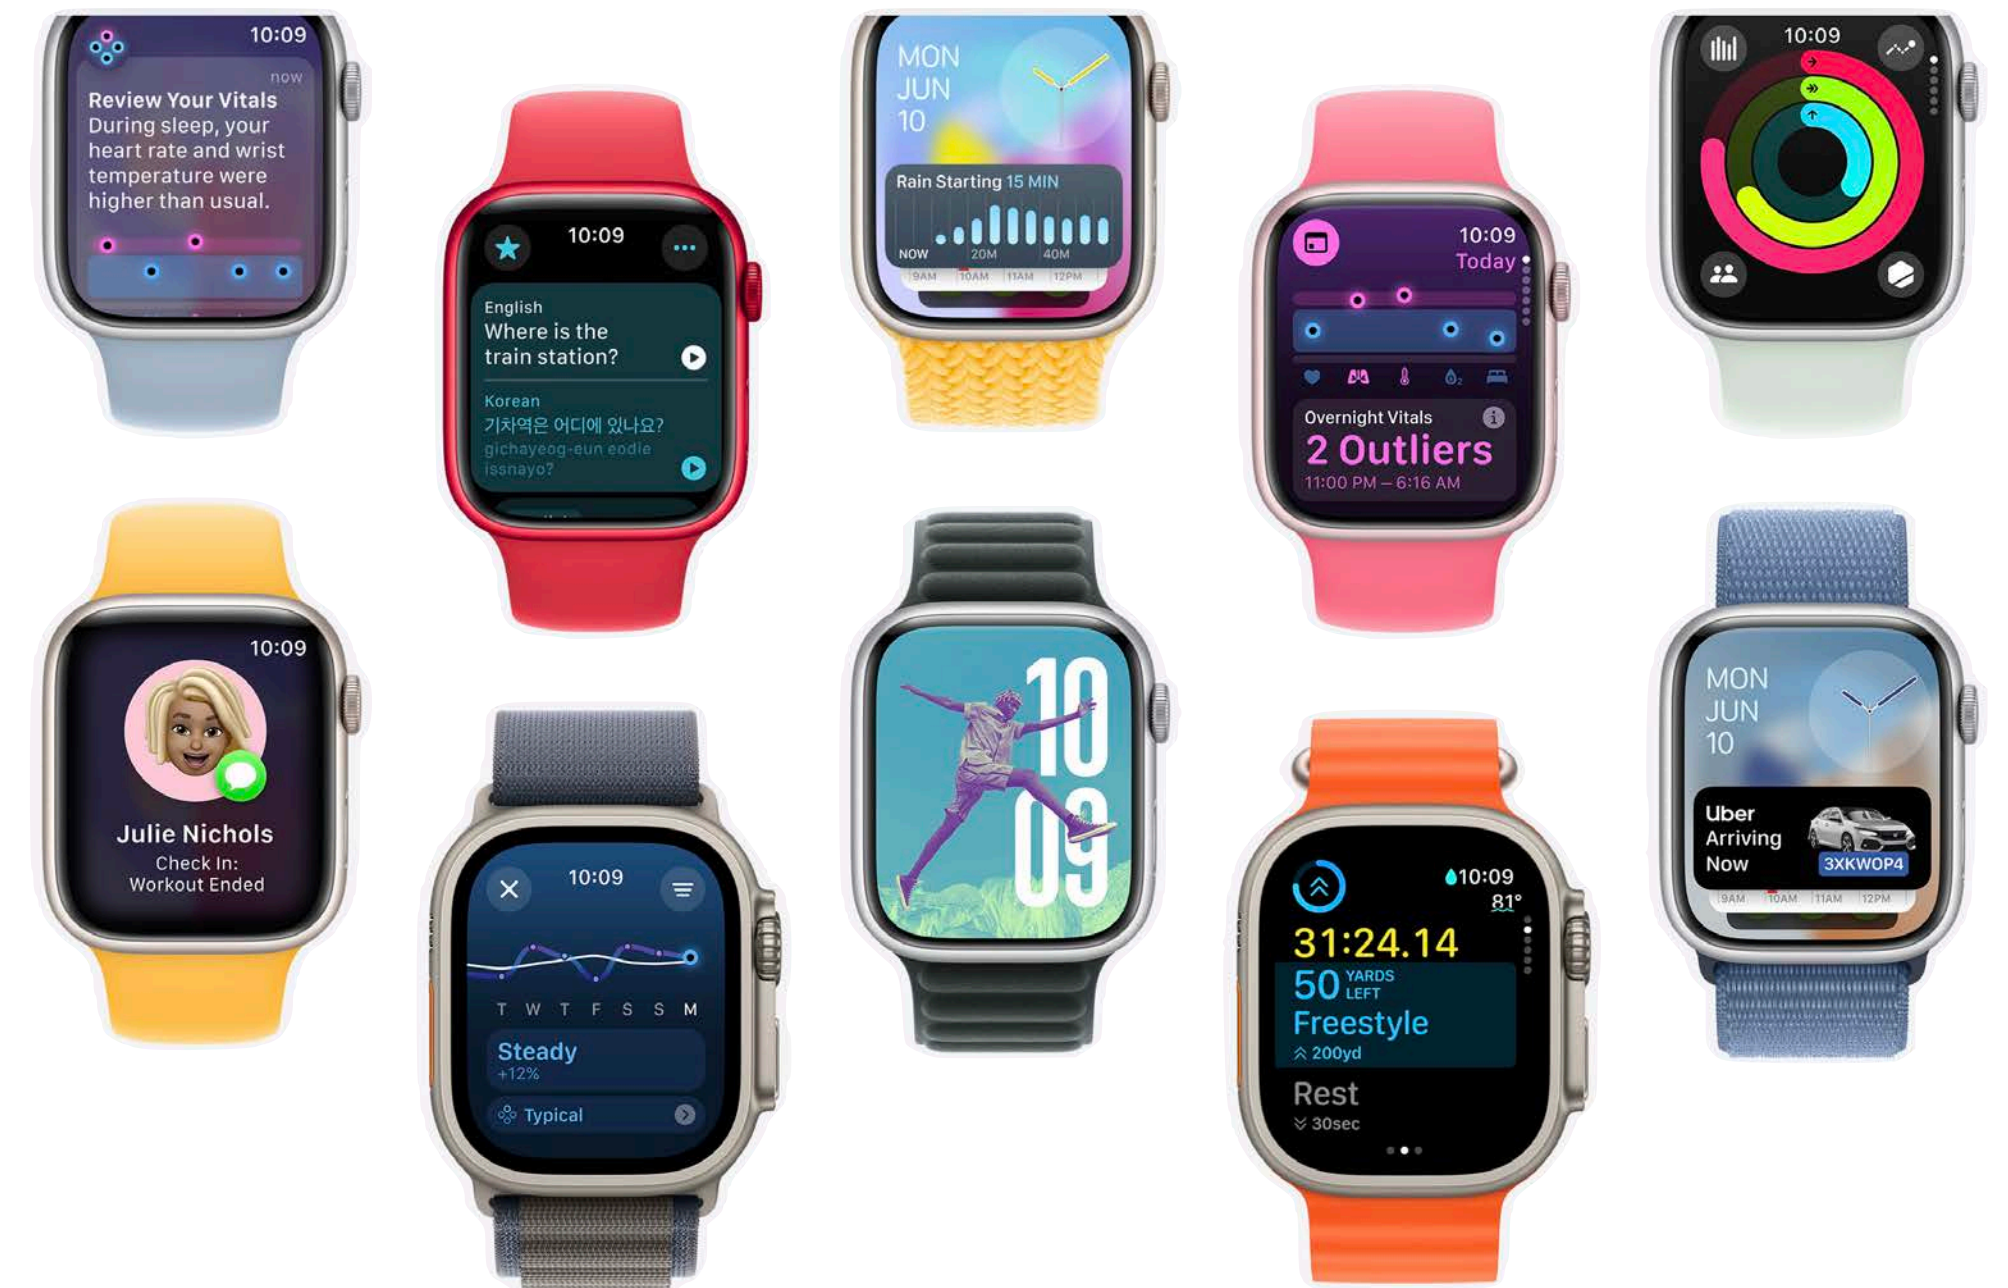 10:09
now
Review Your Vitals
During sleep, your
heart rate and wrist
temperature were
higher than usual.
10:09
English
Where is the
train station?
Korean
기차역은 어디에 있나요?
gichayeog-eun eodie
issnayo?
MON
JUN
10
Rain Starting 15 MIN
NOW 20M 40M
9AM 10AM 11AM 12PM
10:09
Today
Overnight Vitals
2 Outliers
11:00 PM – 6:16 AM
10:09
10:09
Julie Nichols
Check In:
Workout Ended
10:09
T W T F S S M
Steady
+12%
Typical
10
09
10:09
81°
31:24.14
50 YARDS
LEFT
Freestyle
200yd
Rest
30sec
MON
JUN
10
Uber
Arriving
Now
3XKWOP4
9AM 10AM 11AM 12PM